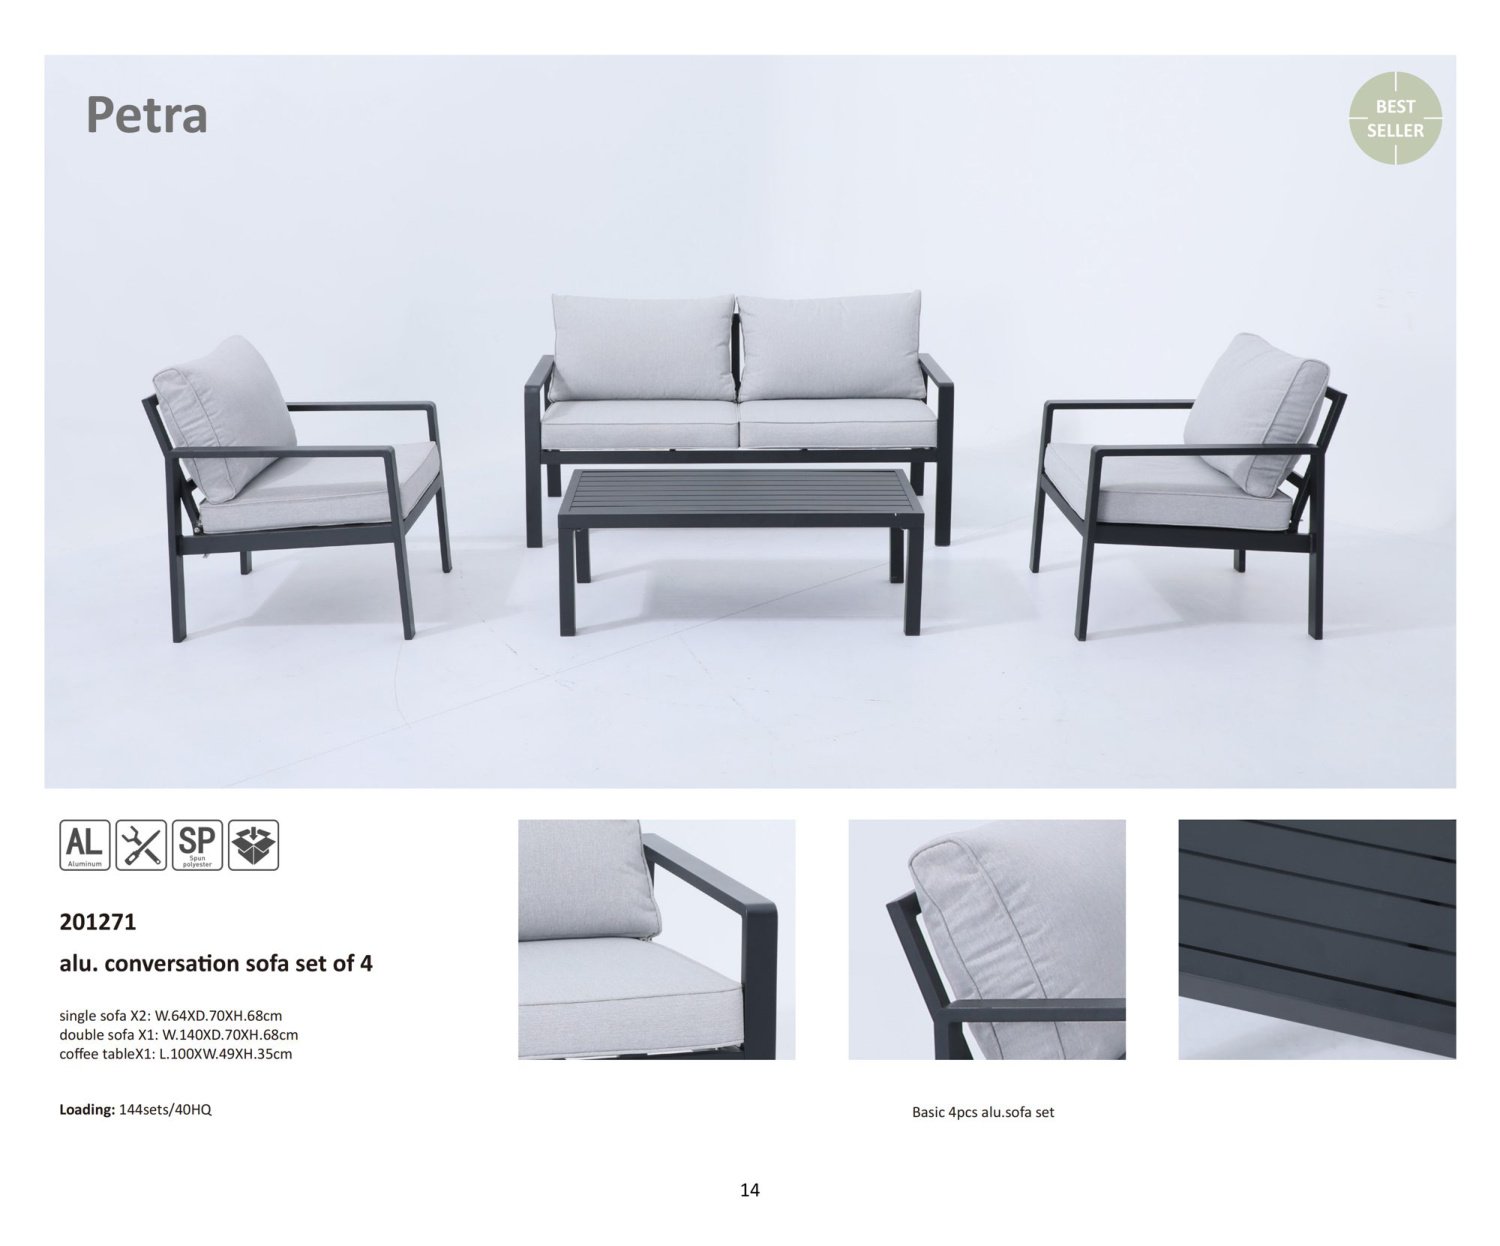 Petra
BEST
SELLER
AL
Aluminum
SP
Spun
polyester
201271
alu. conversation sofa set of 4
single sofa X2: W.64XD.70XH.68cm
double sofa X1: W.140XD.70XH.68cm
coffee tableX1: L.100XW.49XH.35cm
Loading: 144sets/40HQ
Basic 4pcs alu.sofa set
14